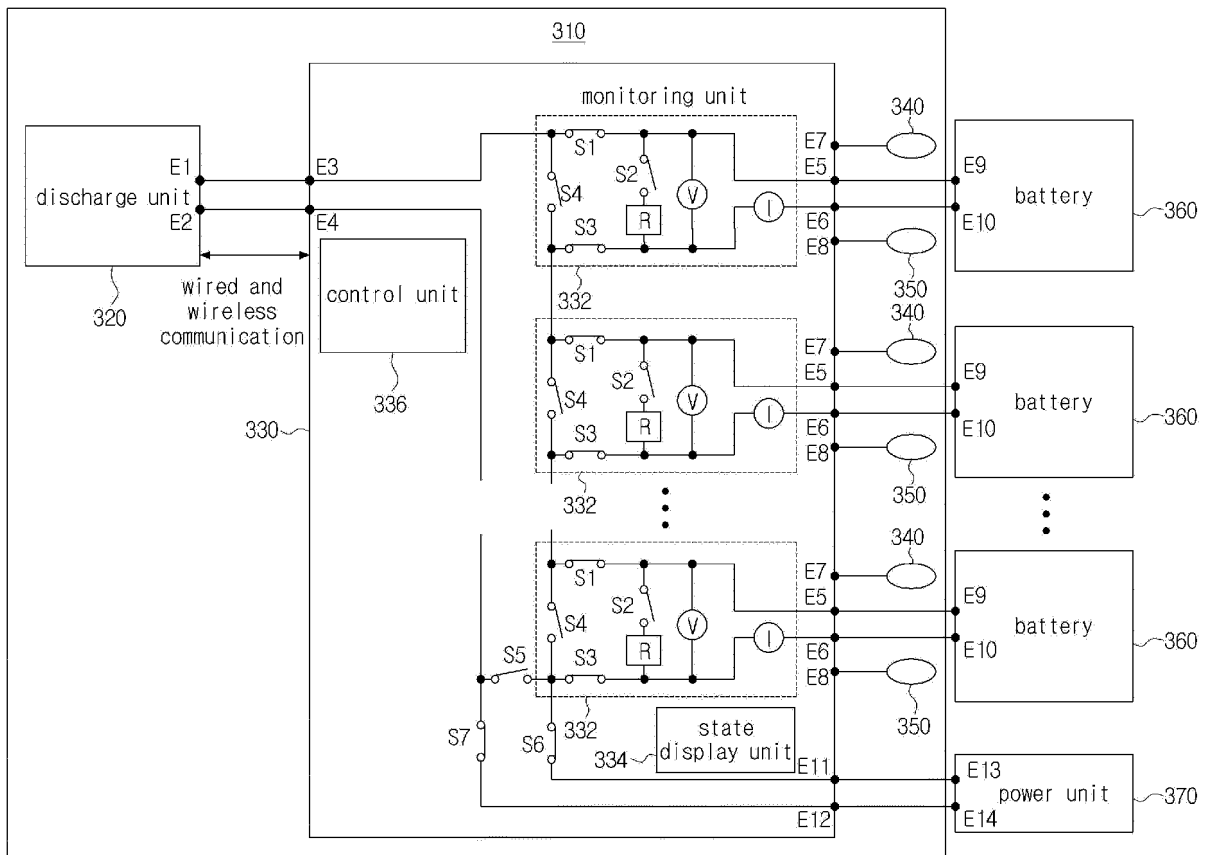 310
monitoring unit
340
E7
E5
E9
S1
E1
E3
S2
discharge unit
S4
V
battery
E2
E4
R
I
E6
E10
360
S3
E8
control unit
332
350
320
wired and
wireless
communication
340
E7
E5
E9
S1
S2
336
S4
V
battery
330
R
I
E6
E10
360
S3
E8
332
350
340
E7
E5
E9
S1
S2
S4
V
battery
S5
R
I
E6
E10
360
S3
E8
332
350
S7
S6
state
display unit
334
E11
E13
power unit
370
E12
E14